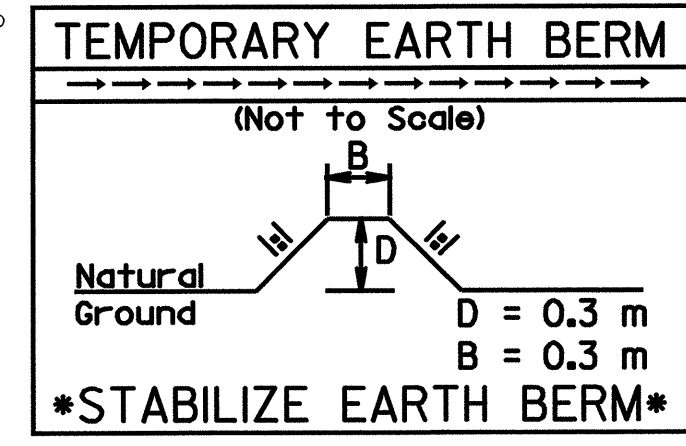 TEMPORARY EARTH BERM
(Not to Scale)
B
D
Natural
Ground
D = 0.3 m
B = 0.3 m
*STABILIZE EARTH BERM*